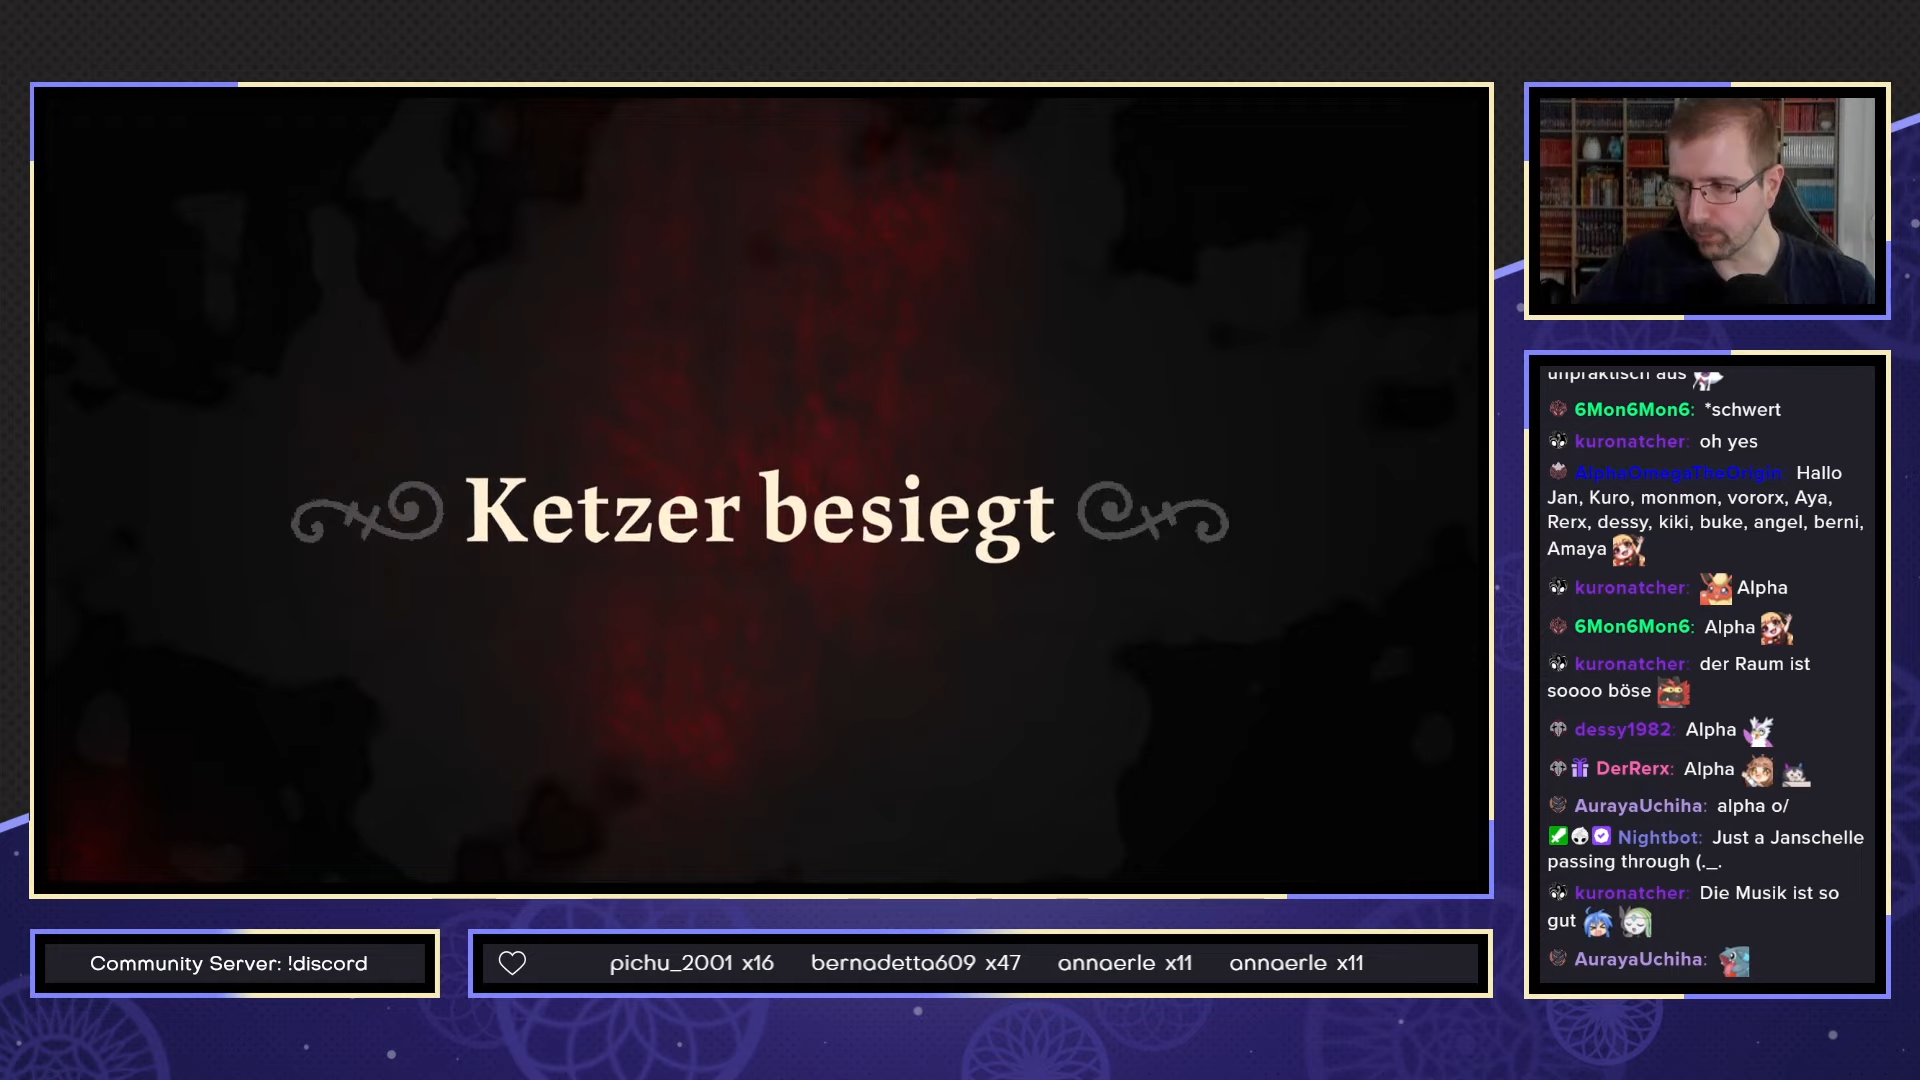 Ketzer besiegt
unpraktisch aus
6Mon6Mon6: *schwert
kuronatcher: oh yes
AlphaOmegaTheOrigin: Hallo
Jan, Kuro, monmon, vororx, Aya,
Rerx, dessy, kiki, buke, angel, berni,
Amaya
kuronatcher: Alpha
6Mon6Mon6: Alpha
kuronatcher: der Raum ist
soooo böse
dessy1982: Alpha
DerRerx: Alpha
AurayaUchiha: alpha o/
Nightbot: Just a Janschelle
passing through (._.
kuronatcher: Die Musik ist so
gut
AurayaUchiha:
Community Server: !discord
pichu_2001 x16 bernadetta609 x47 annaerle x11 annaerle x11